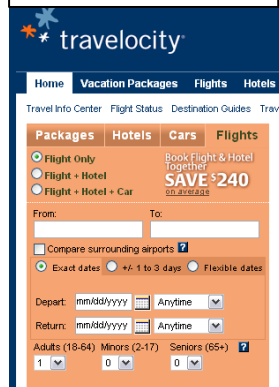 travelocity
Home Vacation Packages Flights Hotels
Travel Info Center Flight Status Destination Guides Trav
Packages Hotels Cars Flights
Flight Only
Flight + Hotel
Flight + Hotel + Car
Book Flight & Hotel
Together
SAVE $240
on average
From: To:
Compare surrounding airports ?
Exact dates +/- 1 to 3 days Flexible dates
Depart: mm/dd/yyyy Anytime
Return: mm/dd/yyyy Anytime
Adults (18-64) Minors (2-17) Seniors (65+) ?
1 0 0